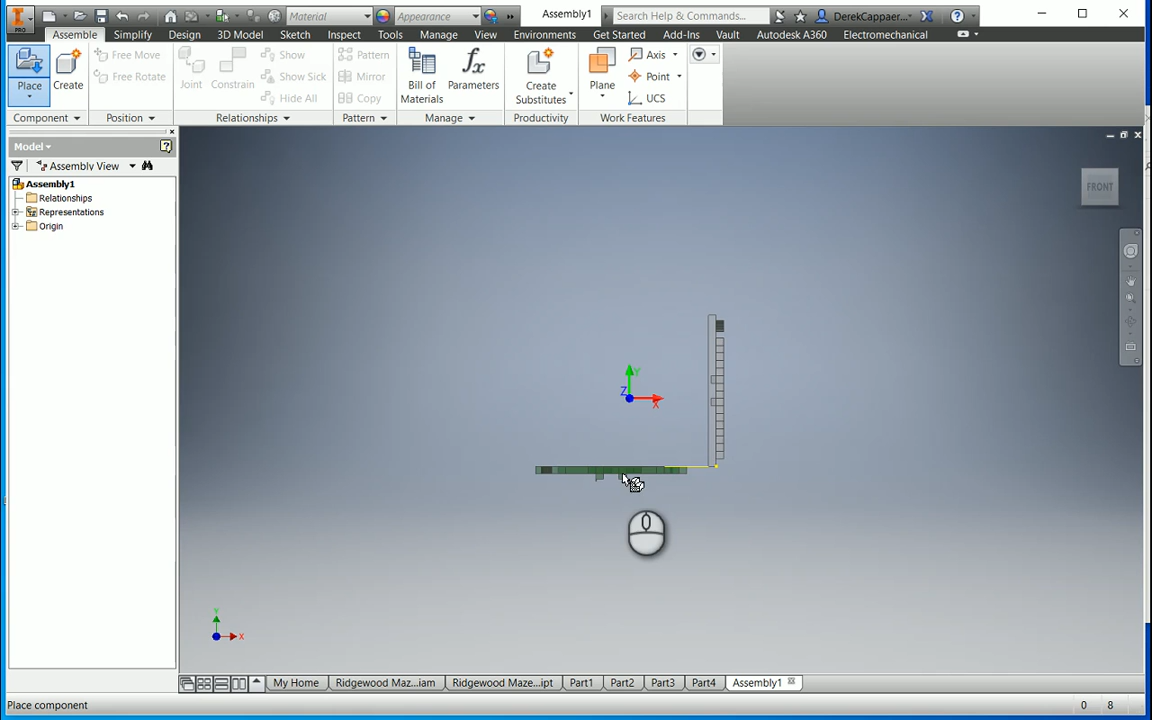 Material
Appearance
Assembly1
Search Help & Commands...
DerekCappaer...
PRO
Assemble
Simplify
Design
3D Model
Sketch
Inspect
Tools
Manage
View
Environments
Get Started
Add-Ins
Vault
Autodesk A360
Electromechanical
Place
Create
Free Move
Free Rotate
Joint
Constrain
Show
Show Sick
Hide All
Pattern
Mirror
Copy
Bill of
Materials
fx
Parameters
Create
Substitutes
Plane
Axis
Point
UCS
Component
Position
Relationships
Pattern
Manage
Productivity
Work Features
Model
Assembly View
Assembly1
Relationships
Representations
Origin
FRONT
Y
Z
X
Y
X
My Home
Ridgewood Maz...iam
Ridgewood Maze...ipt
Part1
Part2
Part3
Part4
Assembly1
Place component
0
8